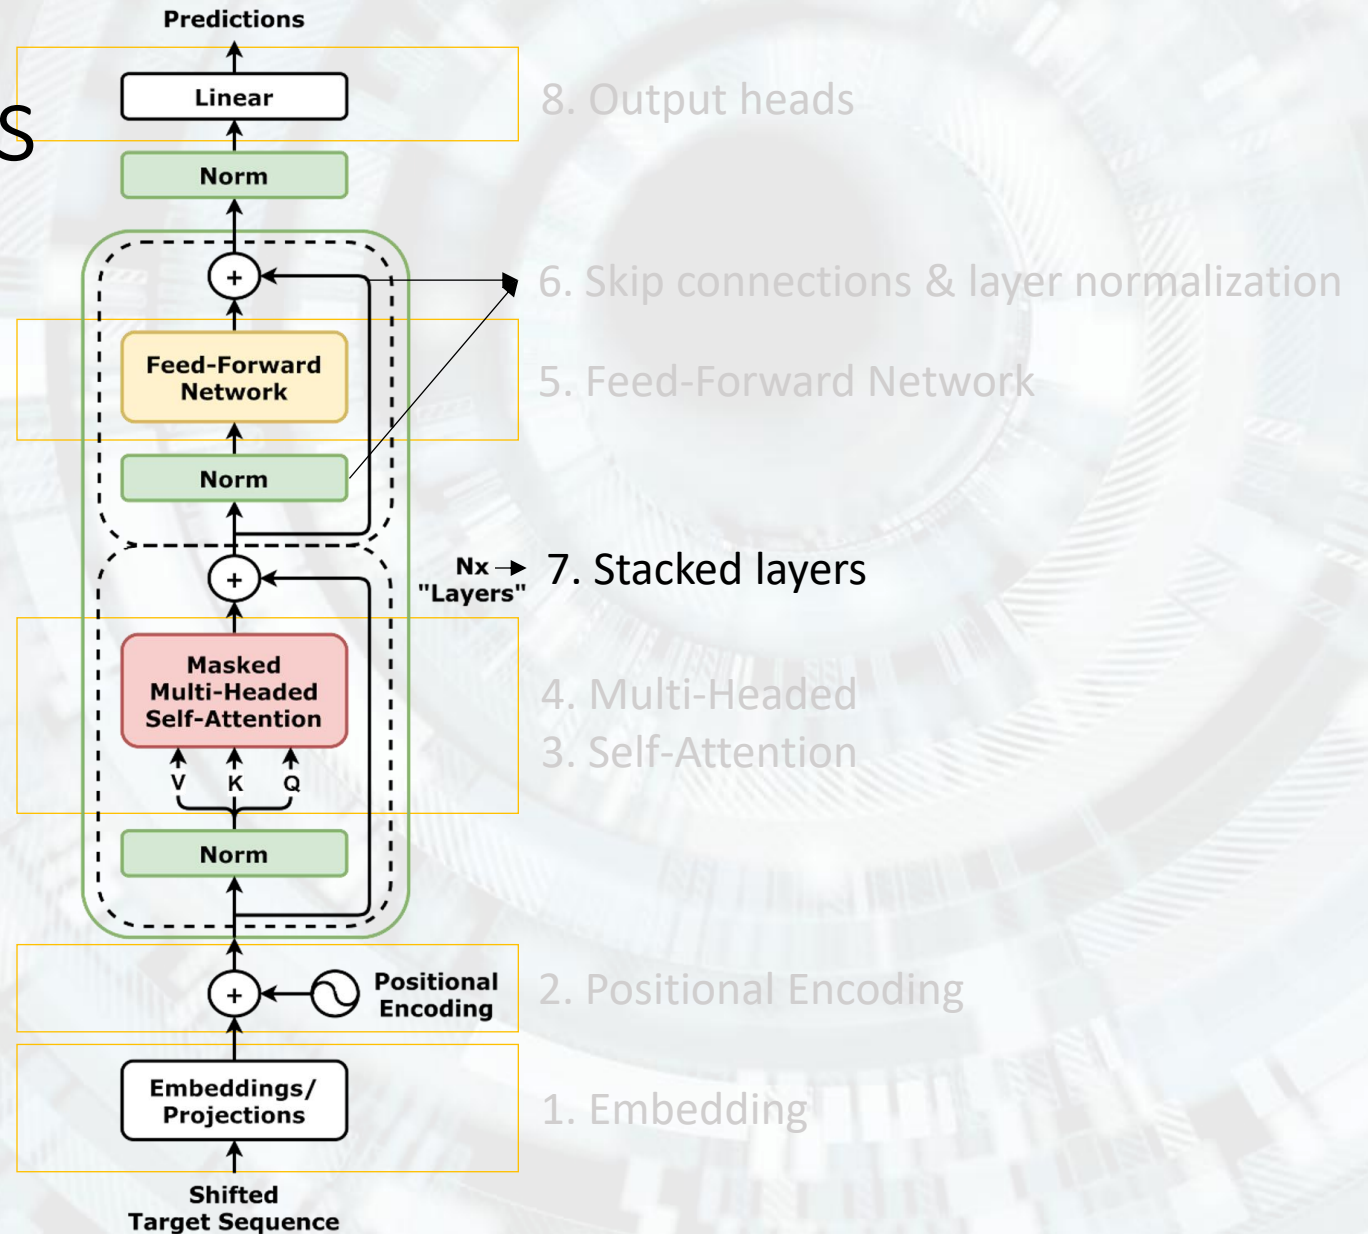 Predictions
Linear
8. Output heads
S
Norm
+
6. Skip connections & layer normalization
Feed-Forward
Network
5. Feed-Forward Network
Norm
+
Nx
"Layers"
7. Stacked layers
Masked
Multi-Headed
Self-Attention
4. Multi-Headed
3. Self-Attention
V K Q
Norm
+
Positional
Encoding
2. Positional Encoding
Embeddings/
Projections
1. Embedding
Shifted
Target Sequence